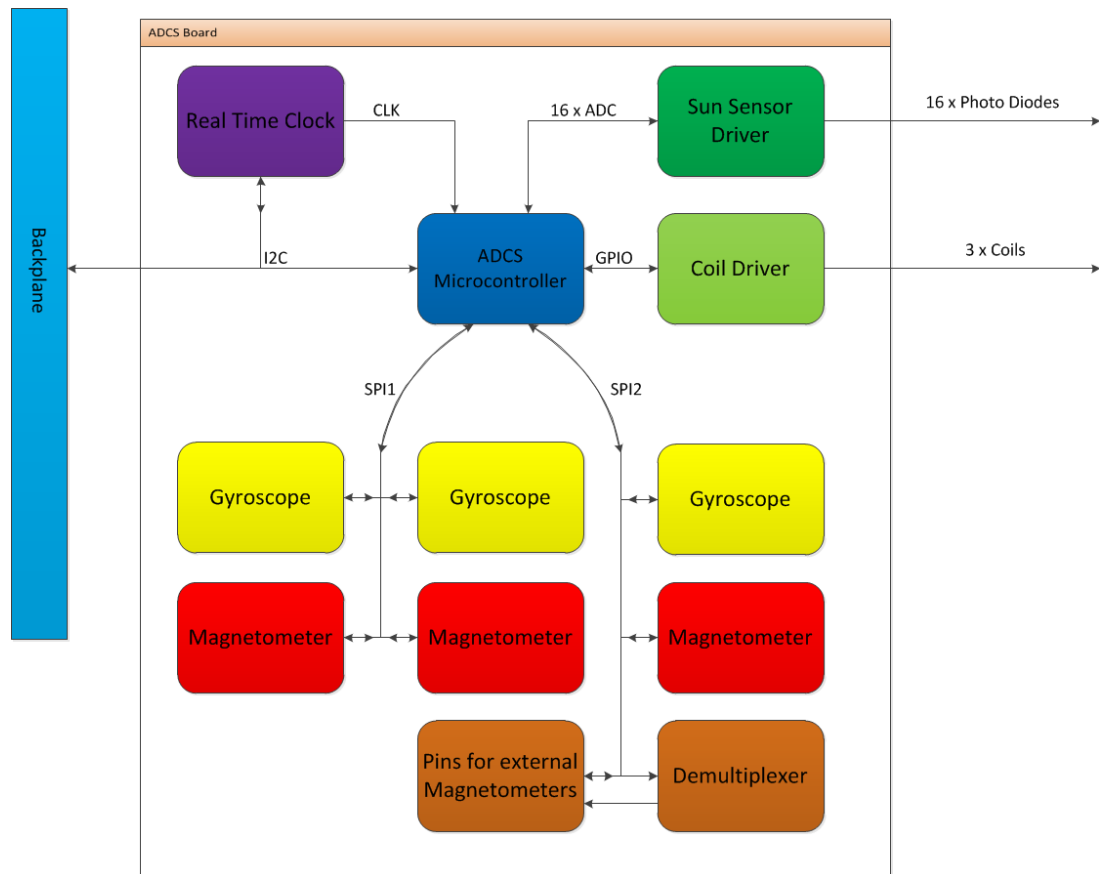 ADCS Board
Real Time Clock
CLK
16 x ADC
Sun Sensor
Driver
16 x Photo Diodes
Backplane
I2C
ADCS
Microcontroller
GPIO
Coil Driver
3 x Coils
SPI1
SPI2
Gyroscope
Gyroscope
Gyroscope
Magnetometer
Magnetometer
Magnetometer
Pins for external
Magnetometers
Demultiplexer